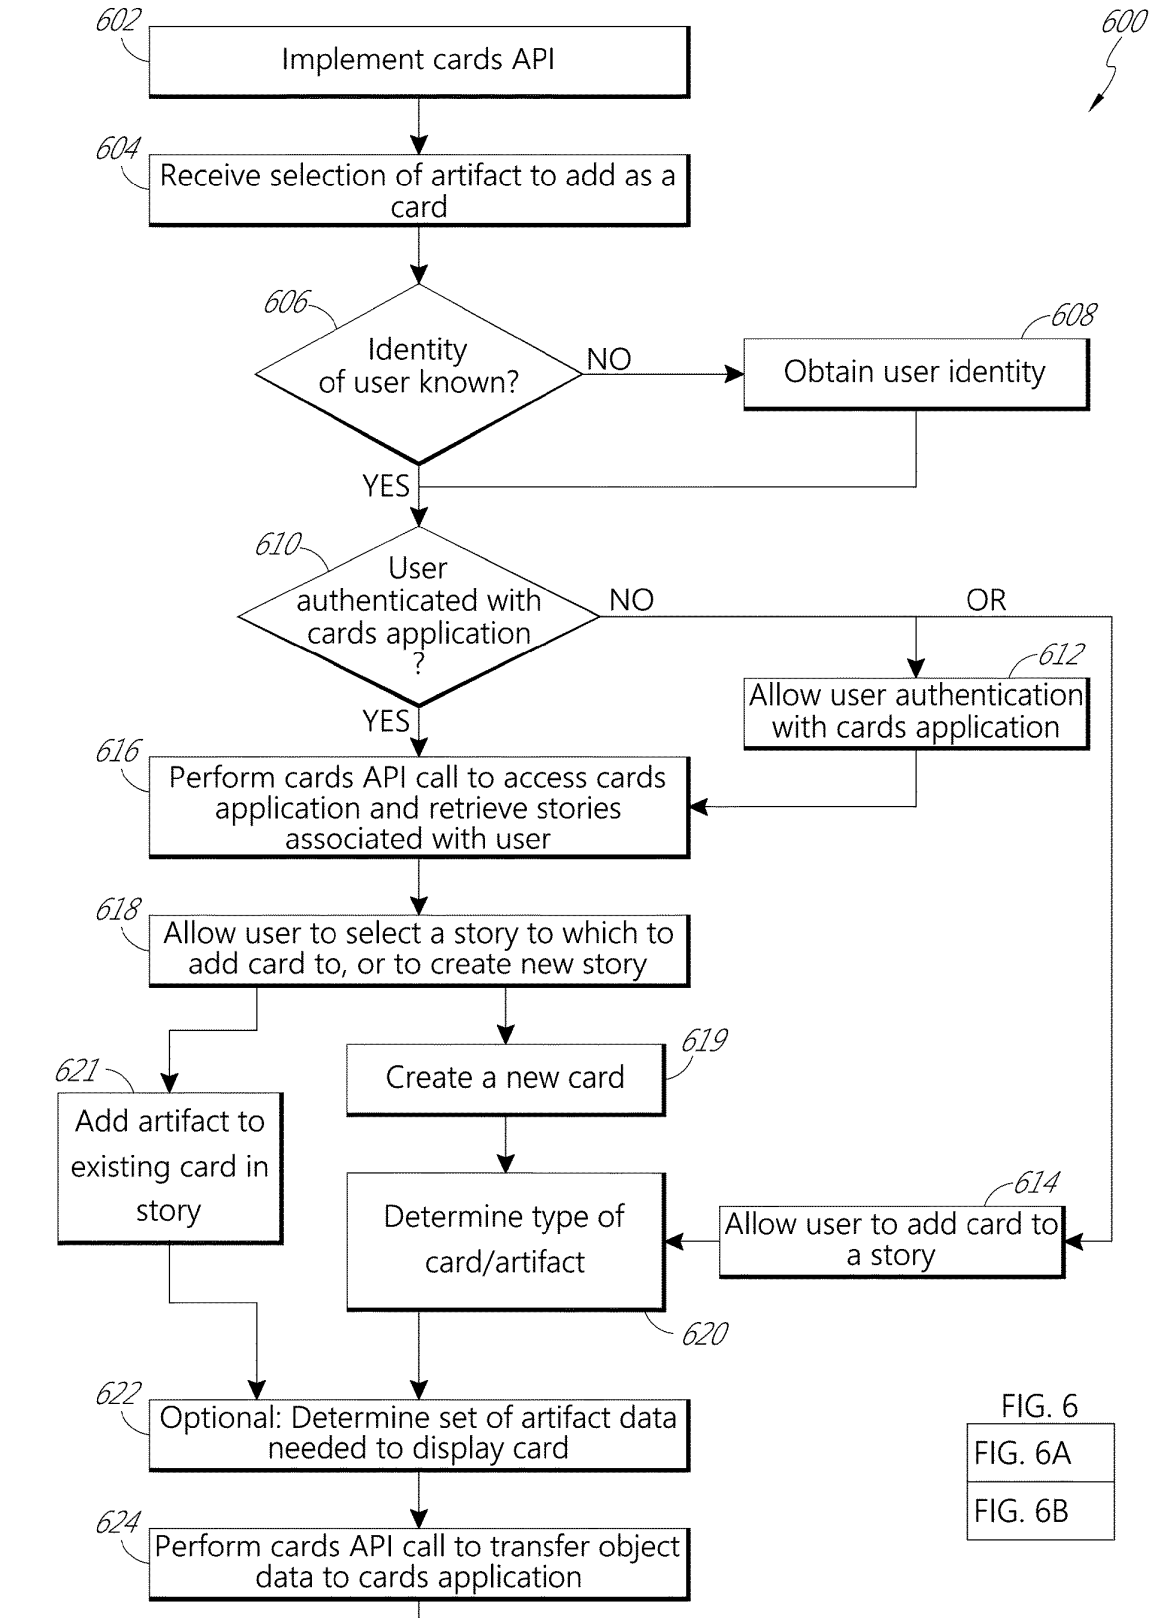 602
600
Implement cards API
604
Receive selection of artifact to add as a
card
606
608
Identity
of user known?
NO
Obtain user identity
YES
610
User
authenticated with
cards application
?
NO
OR
612
Allow user authentication
with cards application
YES
616
Perform cards API call to access cards
application and retrieve stories
associated with user
618
Allow user to select a story to which to
add card to, or to create new story
619
Create a new card
621
Add artifact to
existing card in
story
614
Determine type of
card/artifact
Allow user to add card to
a story
620
622
Optional: Determine set of artifact data
needed to display card
FIG. 6
FIG. 6A
FIG. 6B
624
Perform cards API call to transfer object
data to cards application